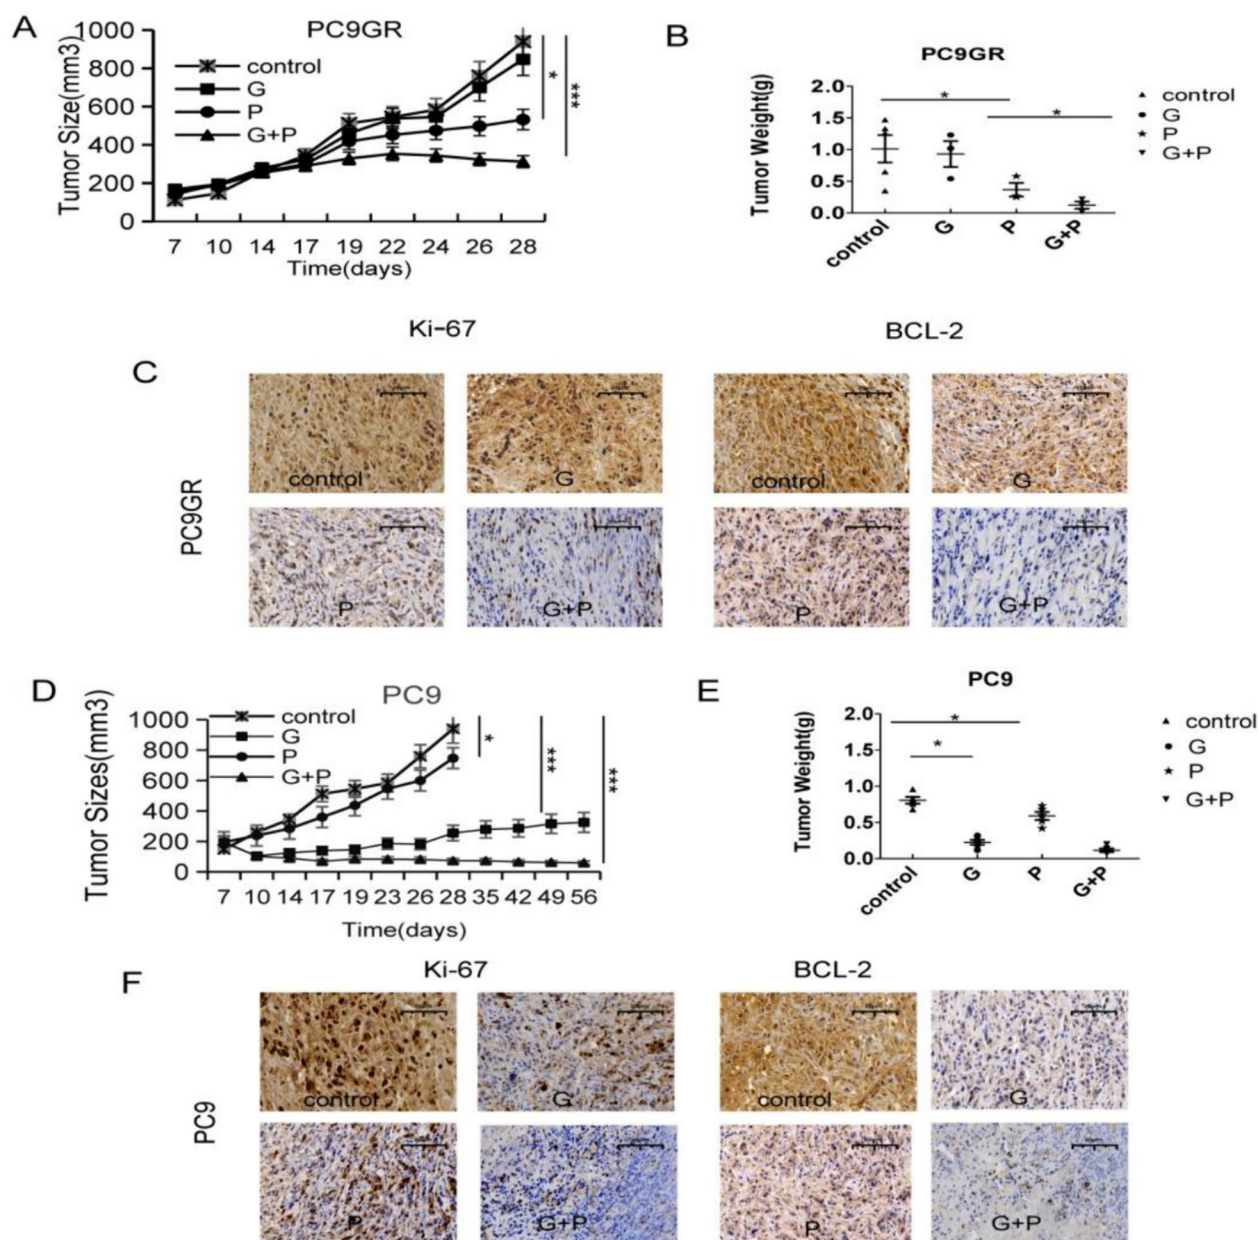 A
PC9GR
Tumor Size(mm3)
1000
800
600
400
200
0
control
G
P
G+P
*
***
7 10 14 17 19 22 24 26 28
Time(days)
B
PC9GR
Tumor Weight(g)
2.0
1.5
1.0
0.5
0.0
*
*
control
G
P
G+P
control G P G+P
Ki-67 BCL-2
C
PC9GR
control G control G
P G+P P G+P
D
PC9
Tumor Sizes(mm3)
1000
800
600
400
200
0
control
G
P
G+P
*
***
***
7 10 14 17 19 23 26 28 35 42 49 56
Time(days)
E
PC9
Tumor Weight(g)
2.0
1.5
1.0
0.5
0.0
*
*
control
G
P
G+P
control G P G+P
Ki-67 BCL-2
F
PC9
control G control G
P G+P P G+P